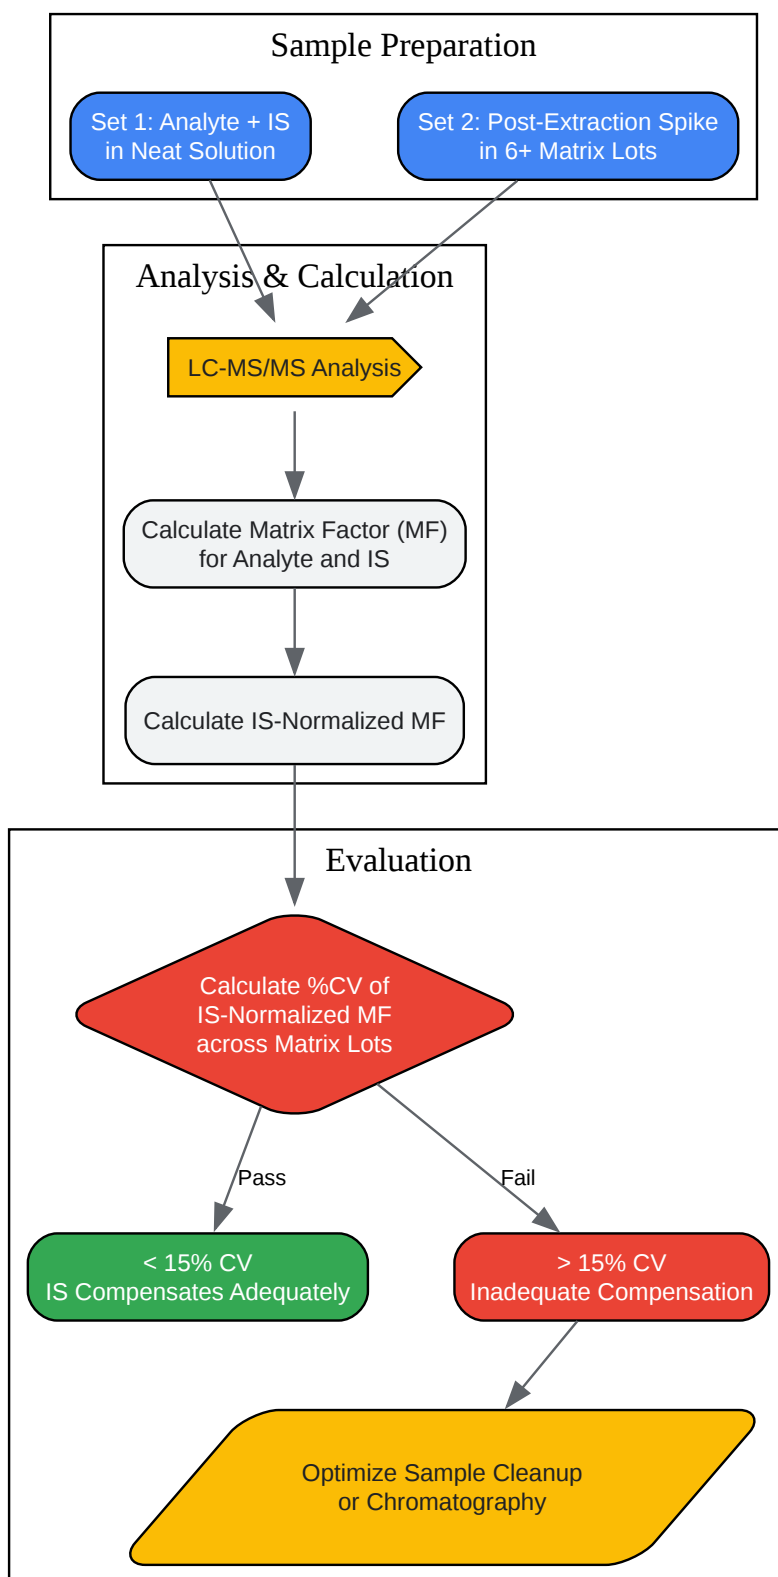 Sample Preparation
Set 1: Analyte + IS
in Neat Solution
Set 2: Post-Extraction Spike
in 6+ Matrix Lots
Analysis & Calculation
LC-MS/MS Analysis
Calculate Matrix Factor (MF)
for Analyte and IS
Calculate IS-Normalized MF
Evaluation
Calculate %CV of
IS-Normalized MF
across Matrix Lots
Pass
Fail
< 15% CV
IS Compensates Adequately
> 15% CV
Inadequate Compensation
Optimize Sample Cleanup
or Chromatography